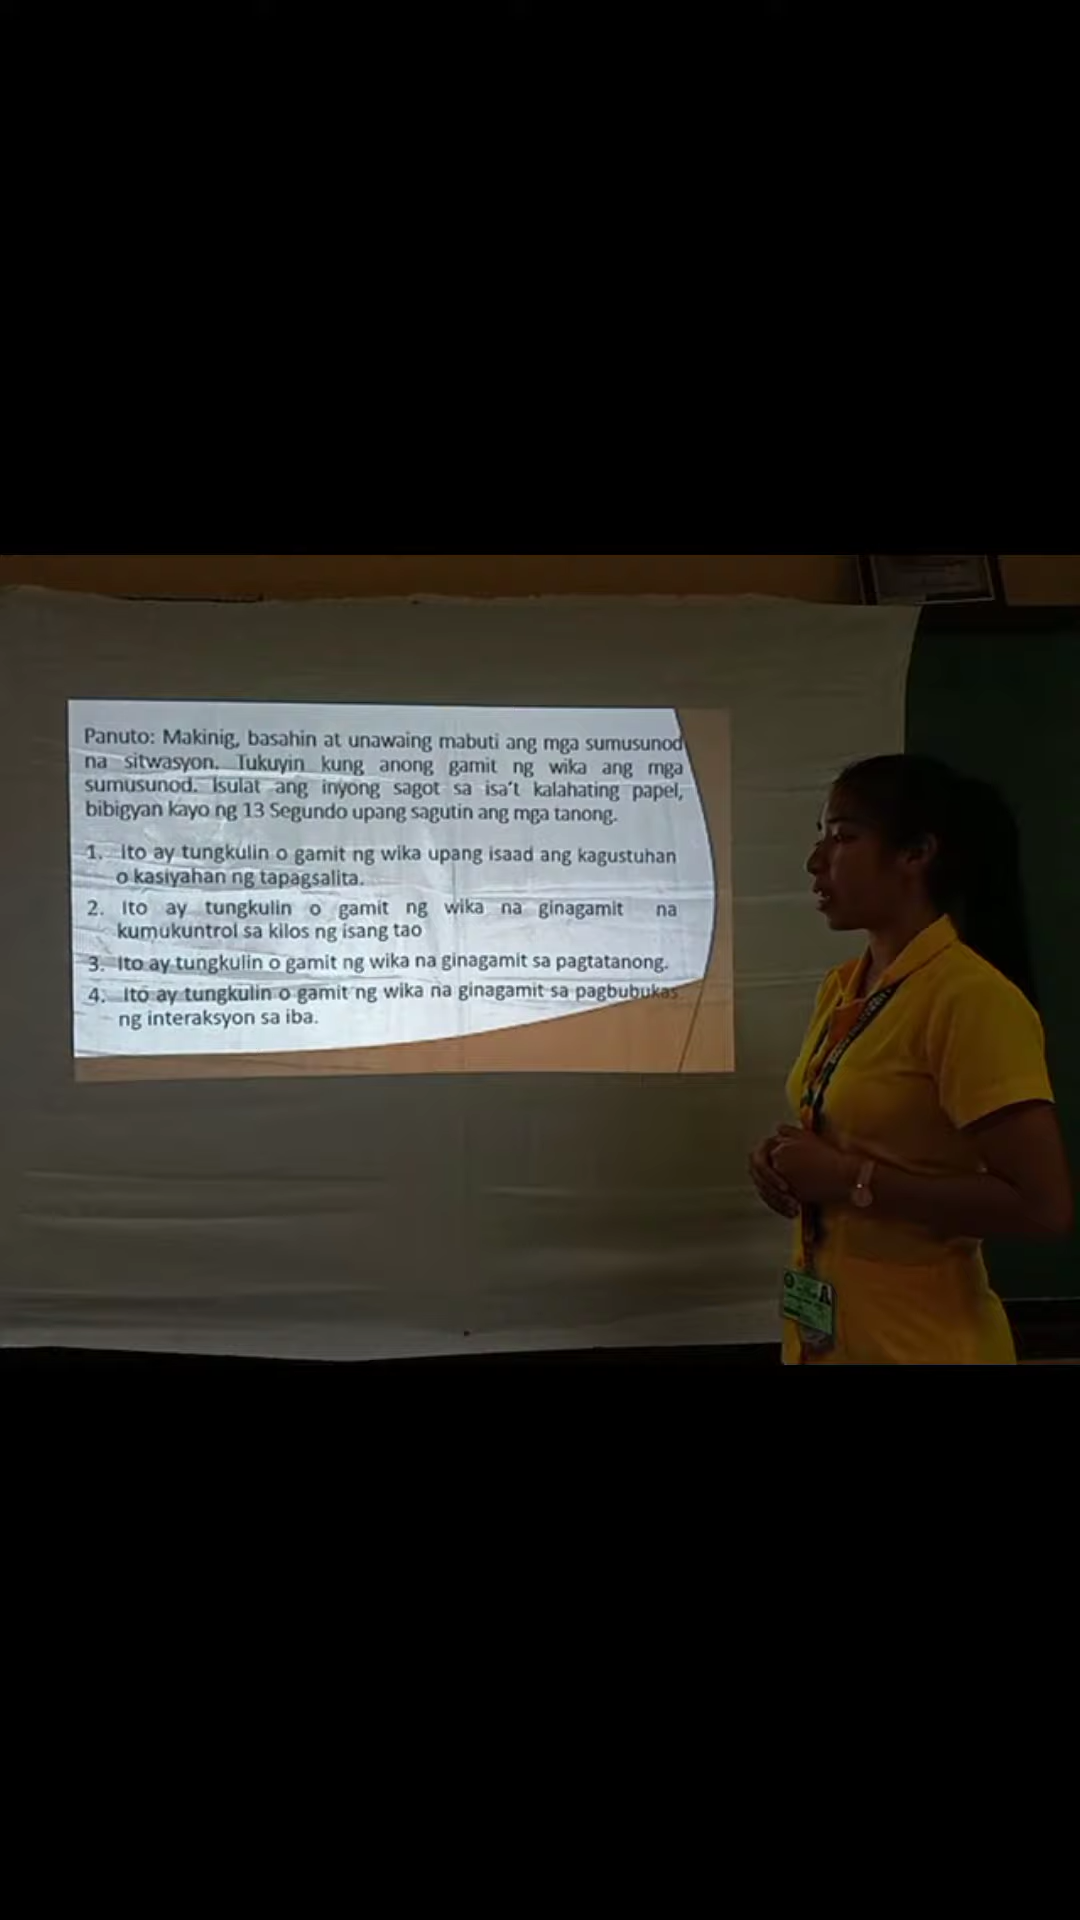 Panuto: Makinig, basahin at unawaing mabuti ang mga sumusunod
na sitwasyon. Tukuyin kung anong gamit ng wika ang mga
sumusunod. Isulat ang inyong sagot sa isa't kalahating papel,
bibigyan kayo ng 13 Segundo upang sagutin ang mga tanong.
1. Ito ay tungkulin o gamit ng wika upang isaad ang kagustuhan
o kasiyahan ng tapagsalita.
2. Ito ay tungkulin o gamit ng wika na ginagamit na
kumukuntrol sa kilos ng isang tao
3. Ito ay tungkulin o gamit ng wika na ginagamit sa pagtatanong.
4. Ito ay tungkulin o gamit ng wika na ginagamit sa pagbubukas
ng interaksyon sa iba.